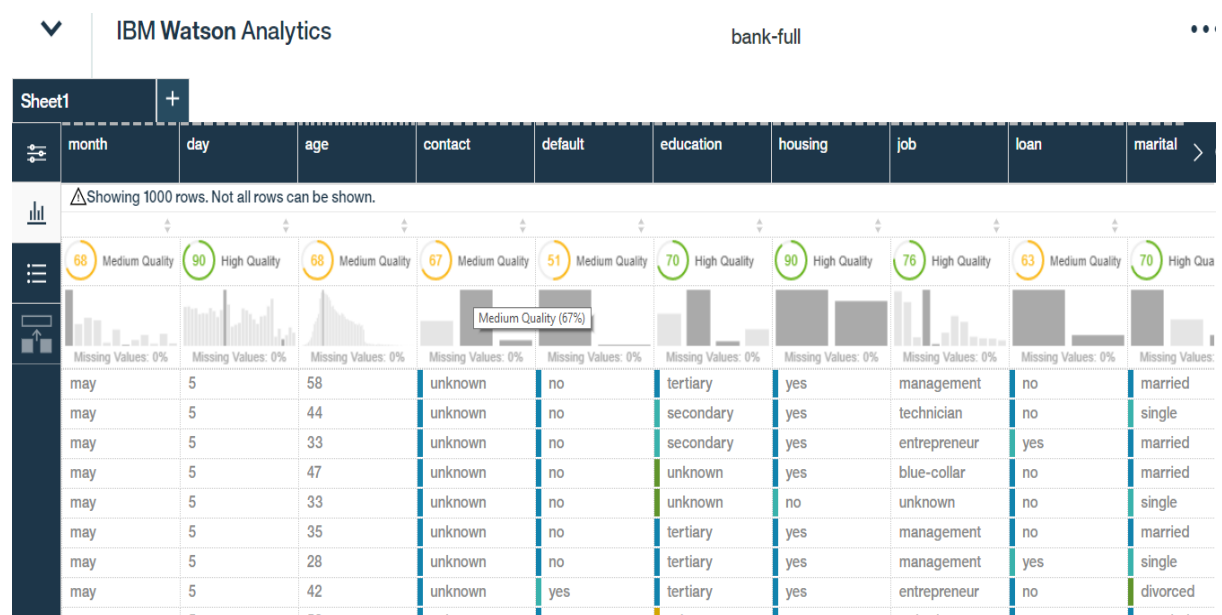 IBM Watson Analytics
bank-full
Sheet1 +
month day age contact default education housing job loan marital
Showing 1000 rows. Not all rows can be shown.
68 Medium Quality 90 High Quality 68 Medium Quality 67 Medium Quality 51 Medium Quality 70 High Quality 90 High Quality 76 High Quality 63 Medium Quality 70 High Qua
Medium Quality (67%)
Missing Values: 0% Missing Values: 0% Missing Values: 0% Missing Values: 0% Missing Values: 0% Missing Values: 0% Missing Values: 0% Missing Values: 0% Missing Values: 0% Missing Values:
may 5 58 unknown no tertiary yes management no married
may 5 44 unknown no secondary yes technician no single
may 5 33 unknown no secondary yes entrepreneur yes married
may 5 47 unknown no unknown yes blue-collar no married
may 5 33 unknown no unknown no unknown no single
may 5 35 unknown no tertiary yes management no married
may 5 28 unknown no tertiary yes management yes single
may 5 42 unknown yes tertiary yes entrepreneur no divorced